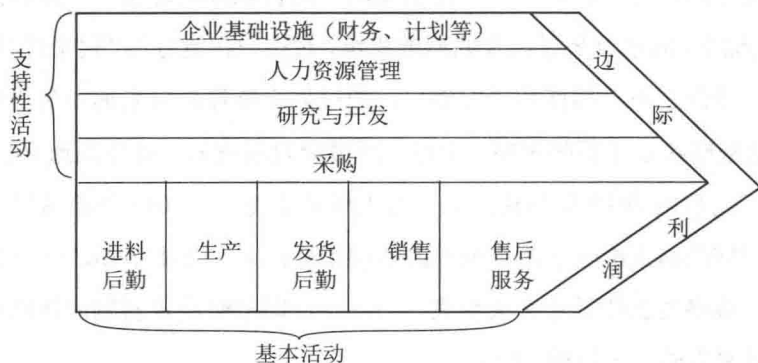 企业基础设施（财务、计划等）
人力资源管理
研究与开发
采购
支持性活动
进料
后勤
生产
发货
后勤
销售
售后
服务
边际
利润
基本活动